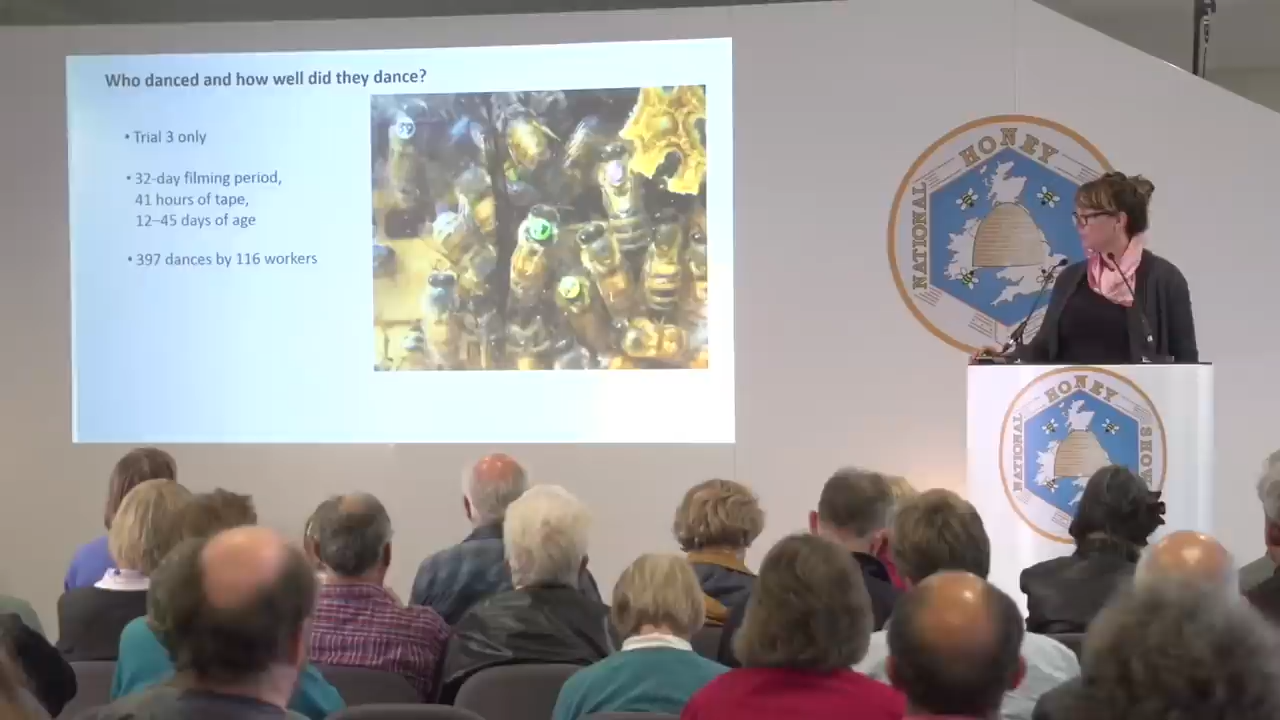 Who danced and how well did they dance?
• Trial 3 only
• 32-day filming period,
41 hours of tape,
12–45 days of age
• 397 dances by 116 workers
NATIONAL
HONEY
NATIONAL
HONEY
SHOW